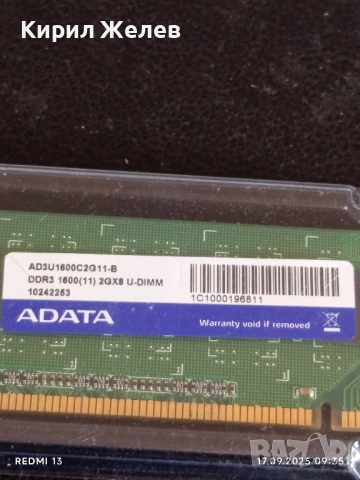 Кирил Желев
AD3U1600C2G11-B
DDR3 1600(11) 2GX8 U-DIMM
10242253
1C1000196811
ADATA
Warranty void if removed
REDMI 13
17.09.2025 09:35
bazar